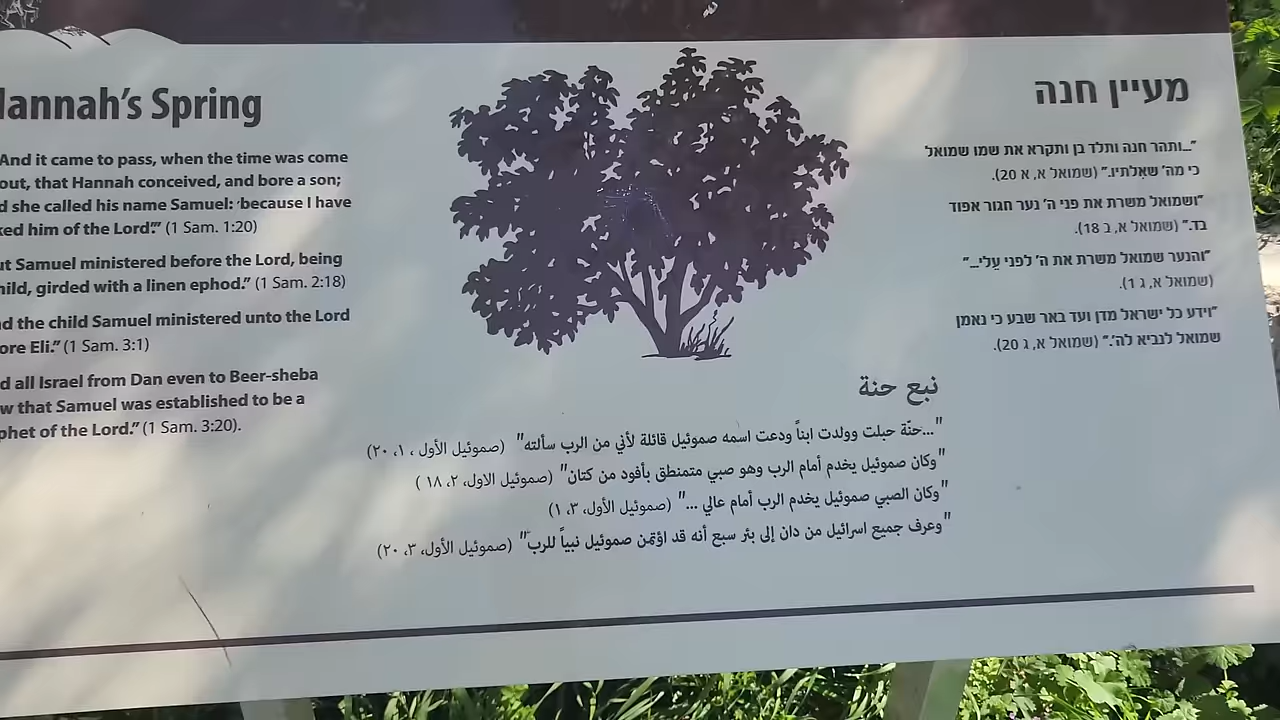 Hannah's Spring
And it came to pass, when the time was come
out, that Hannah conceived, and bore a son;
she called his name Samuel: 'because I have
him of the Lord'." (1 Sam. 1:20)
Samuel ministered before the Lord, being
girded with a linen ephod." (1 Sam. 2:18)
the child Samuel ministered unto the Lord
Eli." (1 Sam. 3:1)
all Israel from Dan even to Beer-sheba
that Samuel was established to be a
of the Lord." (1 Sam. 3:20).
מעיין חנה
"...ותהר חנה ותלד בן ותקרא את שמו שמואל
כי מה' שאלתיו." (שמואל א, א 20).
"ושמואל משרת את פני ה' נער חגור אפוד
בד." (שמואל א, ב 18).
"והנער שמואל משרת את ה' לפני עלי..."
(שמואל א, ג 1).
"וידע כל ישראל מדן ועד באר שבע כי נאמן
שמואל לנביא לה'." (שמואל א, ג 20).
نبع حنة
"...حنّة حبلت وولدت ابناً ودعت اسمه صموئيل قائلة لأني من الرب سألته" (صموئيل الأول ، ١، ٢٠)
"وكان صموئيل يخدم أمام الرب وهو صبي متمنطق بأفود من كتان" (صموئيل الاول، ٢، ١٨ )
"وكان الصبي صموئيل يخدم الرب أمام عالي ..." (صموئيل الأول، ٣، ١)
"وعرف جميع اسرائيل من دان إلى بئر سبع أنه قد اؤتمن صموئيل نبياً للرب" (صموئيل الأول، ٣، ٢٠)